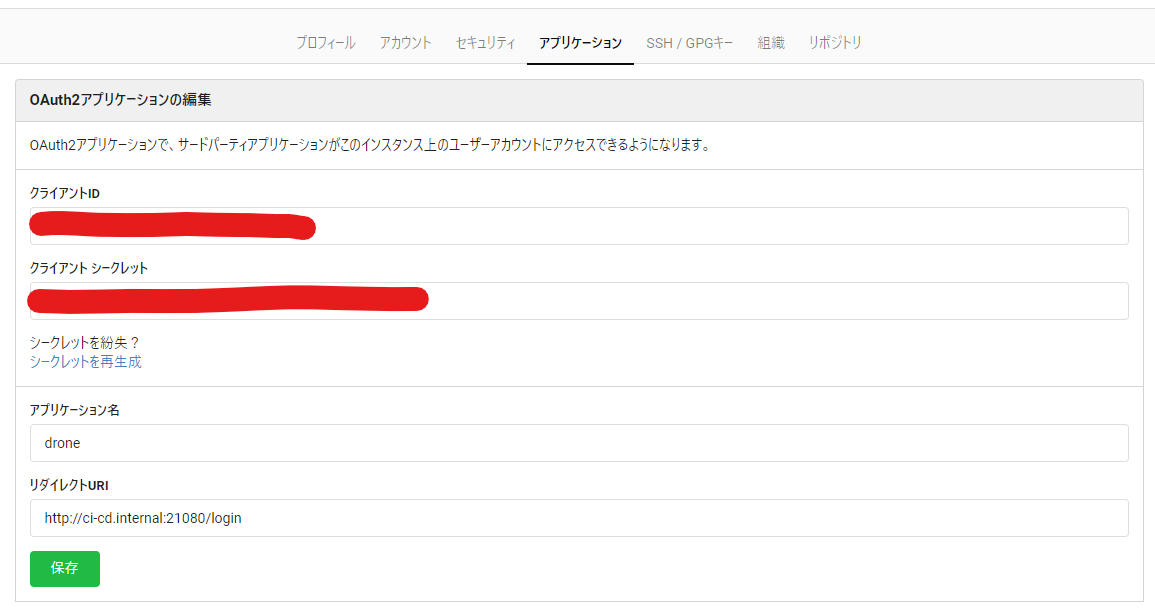 プロフィール アカウント セキュリティ アプリケーション SSH / GPGキー 組織 リポジトリ
OAuth2アプリケーションの編集
OAuth2アプリケーションで、サードパーティアプリケーションがこのインスタンス上のユーザーアカウントにアクセスできるようになります。
クライアントID
クライアント シークレット
シークレットを紛失？
シークレットを再生成
アプリケーション名
drone
リダイレクトURI
http://ci-cd.internal:21080/login
保存